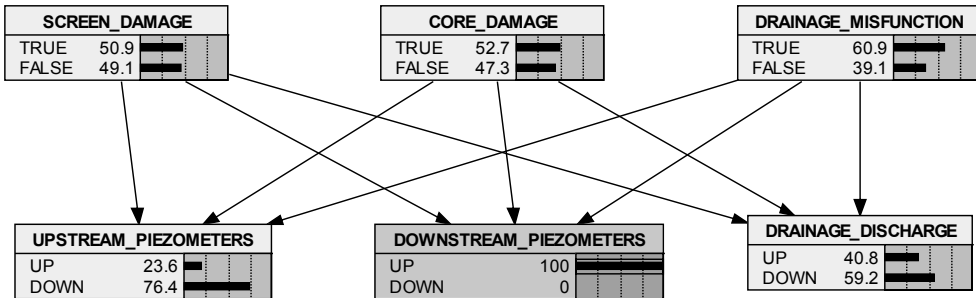 SCREEN_DAMAGE
TRUE 50.9
FALSE 49.1
CORE_DAMAGE
TRUE 52.7
FALSE 47.3
DRAINAGE_MISFUNCTION
TRUE 60.9
FALSE 39.1
UPSTREAM_PIEZOMETERS
UP 23.6
DOWN 76.4
DOWNSTREAM_PIEZOMETERS
UP 100
DOWN 0
DRAINAGE_DISCHARGE
UP 40.8
DOWN 59.2